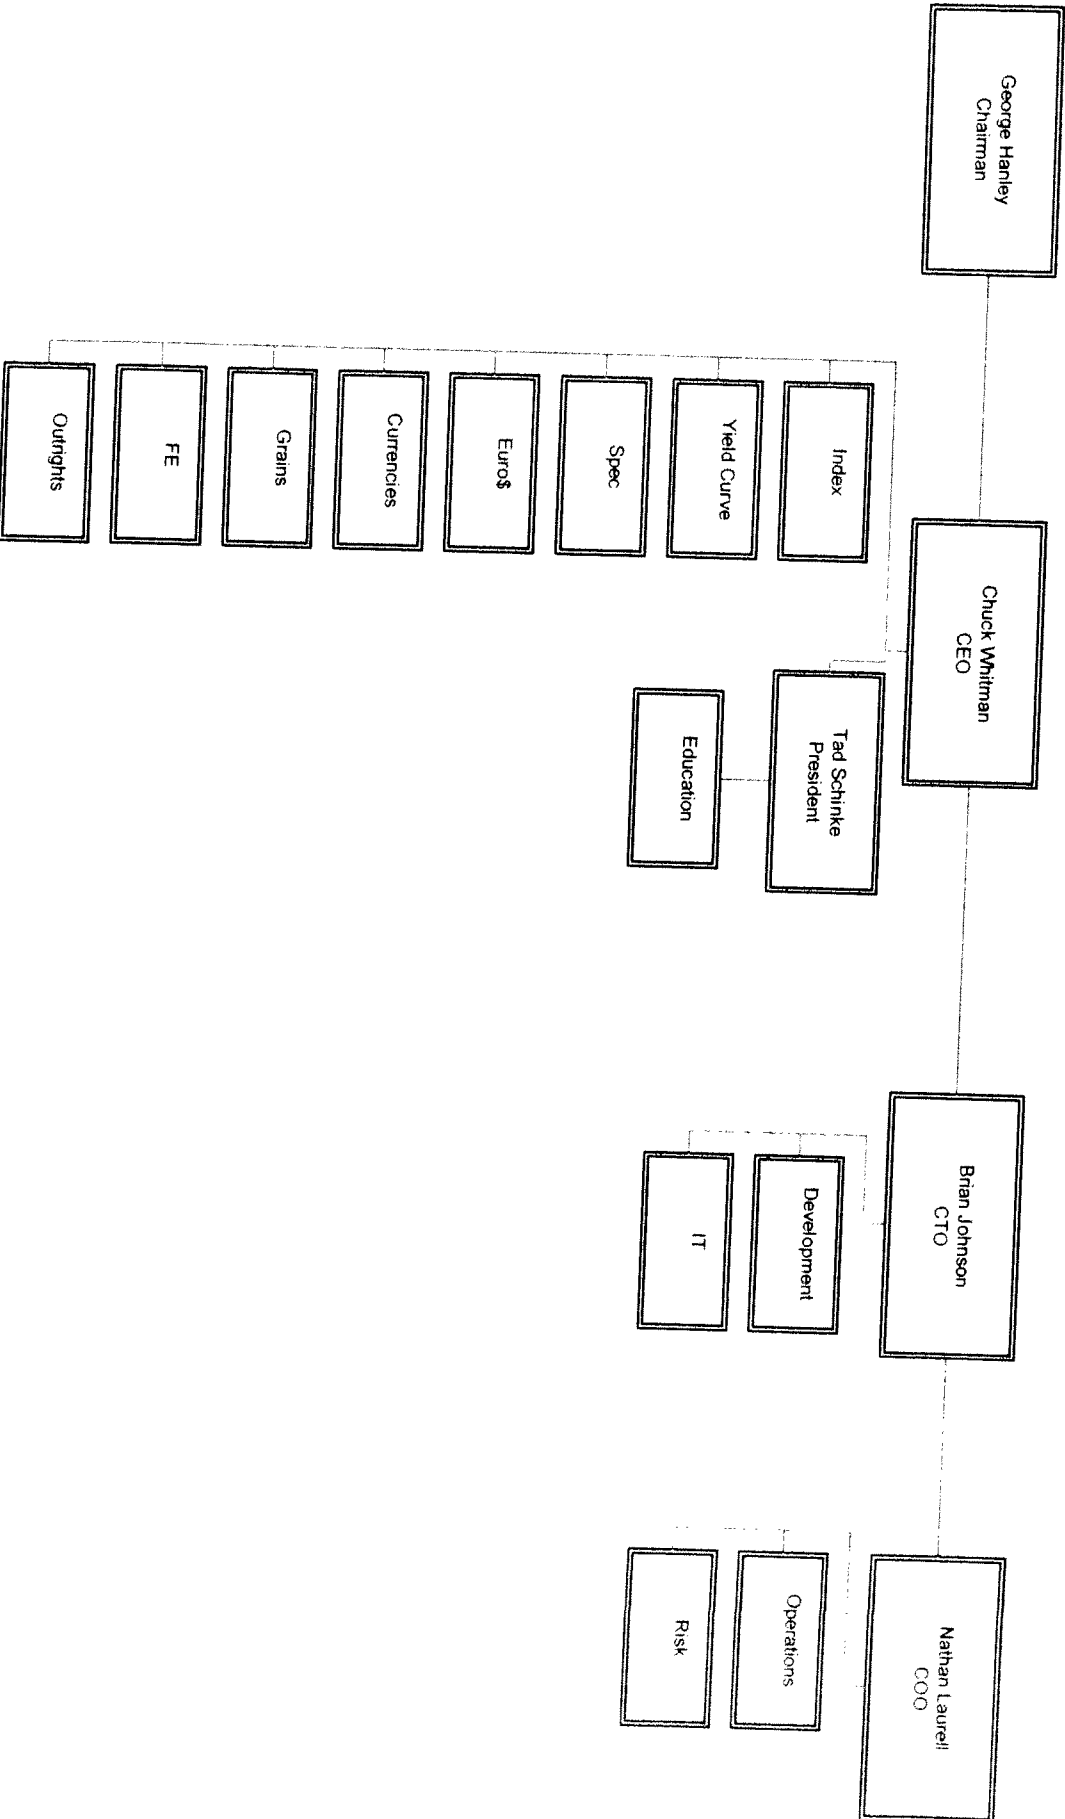 George Hanley
Chairman
Chuck Whitman
CEO
Index
Yield Curve
Spec
Euro$
Currencies
Grains
FE
Outrights
Tad Schinke
President
Education
Brian Johnson
CTO
Development
IT
Nathan Laurell
COO
Operations
Risk